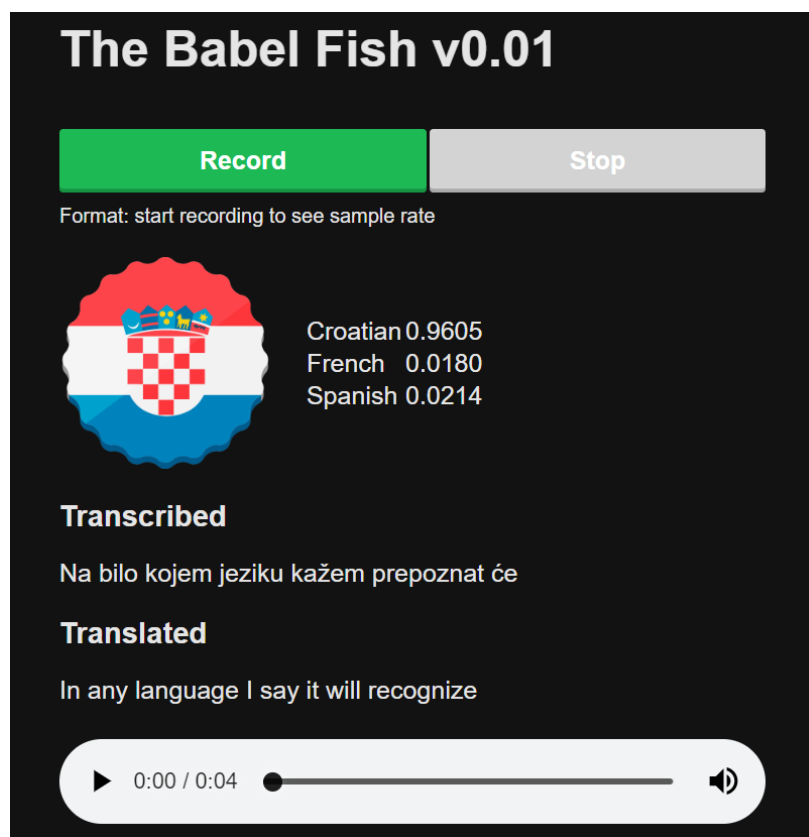 The Babel Fish v0.01
Record
Stop
Format: start recording to see sample rate
Croatian 0.9605
French 0.0180
Spanish 0.0214
Transcribed
Na bilo kojem jeziku kažem prepoznat će
Translated
In any language I say it will recognize
0:00 / 0:04